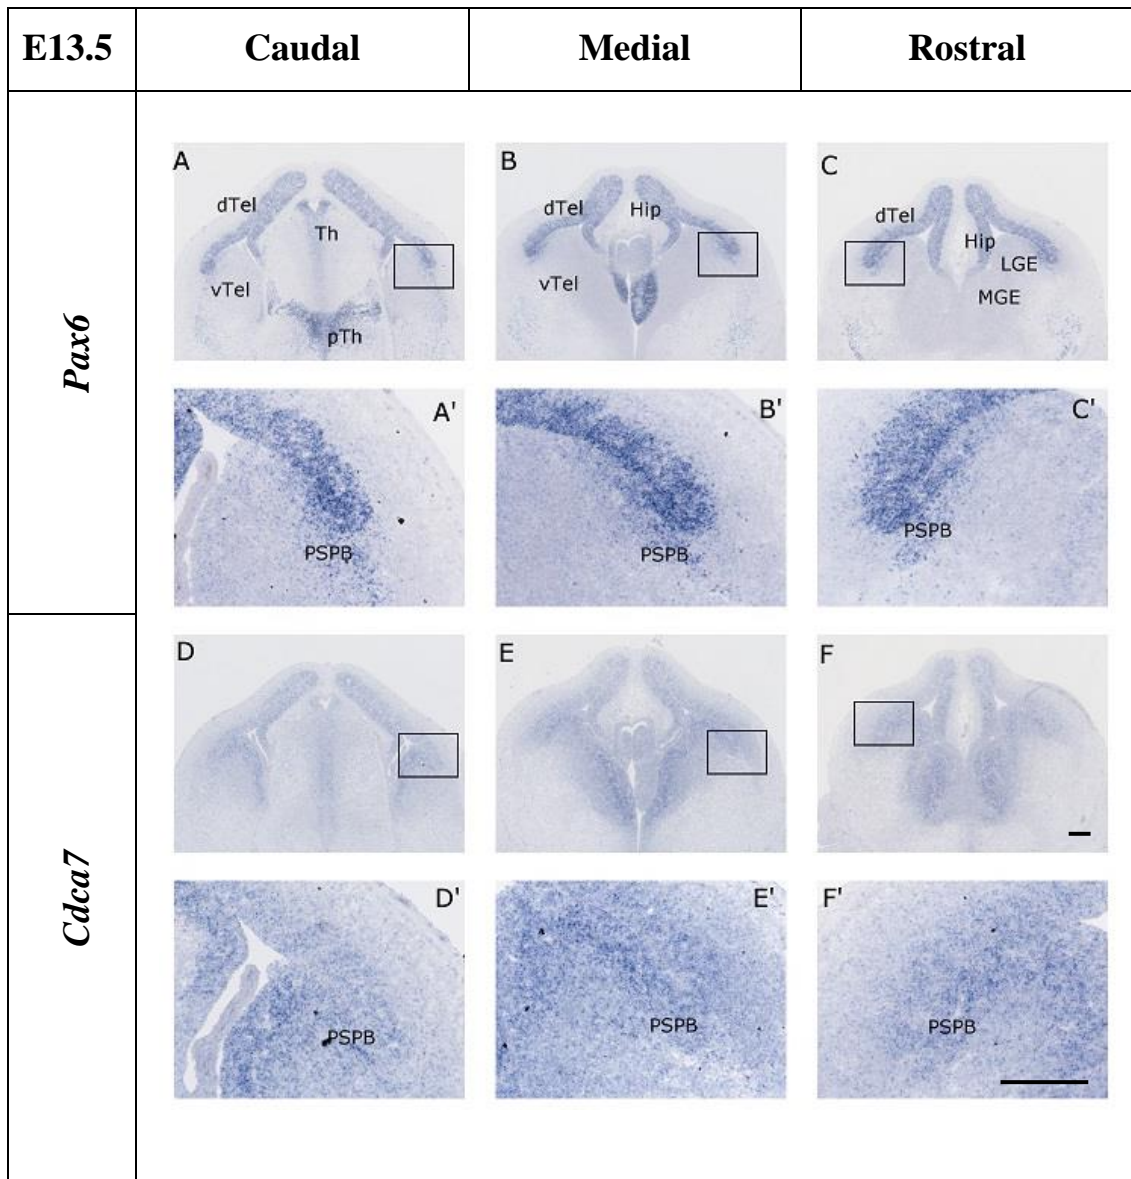 E13.5 Caudal Medial Rostral
Pax6
A B C
dTel dTel Hip dTel
Th Hip
vTel vTel LGE
pTh MGE
A' B' C'
PSPB PSPB PSPB
Cdca7
D E F
D' E' F'
PSPB PSPB PSPB